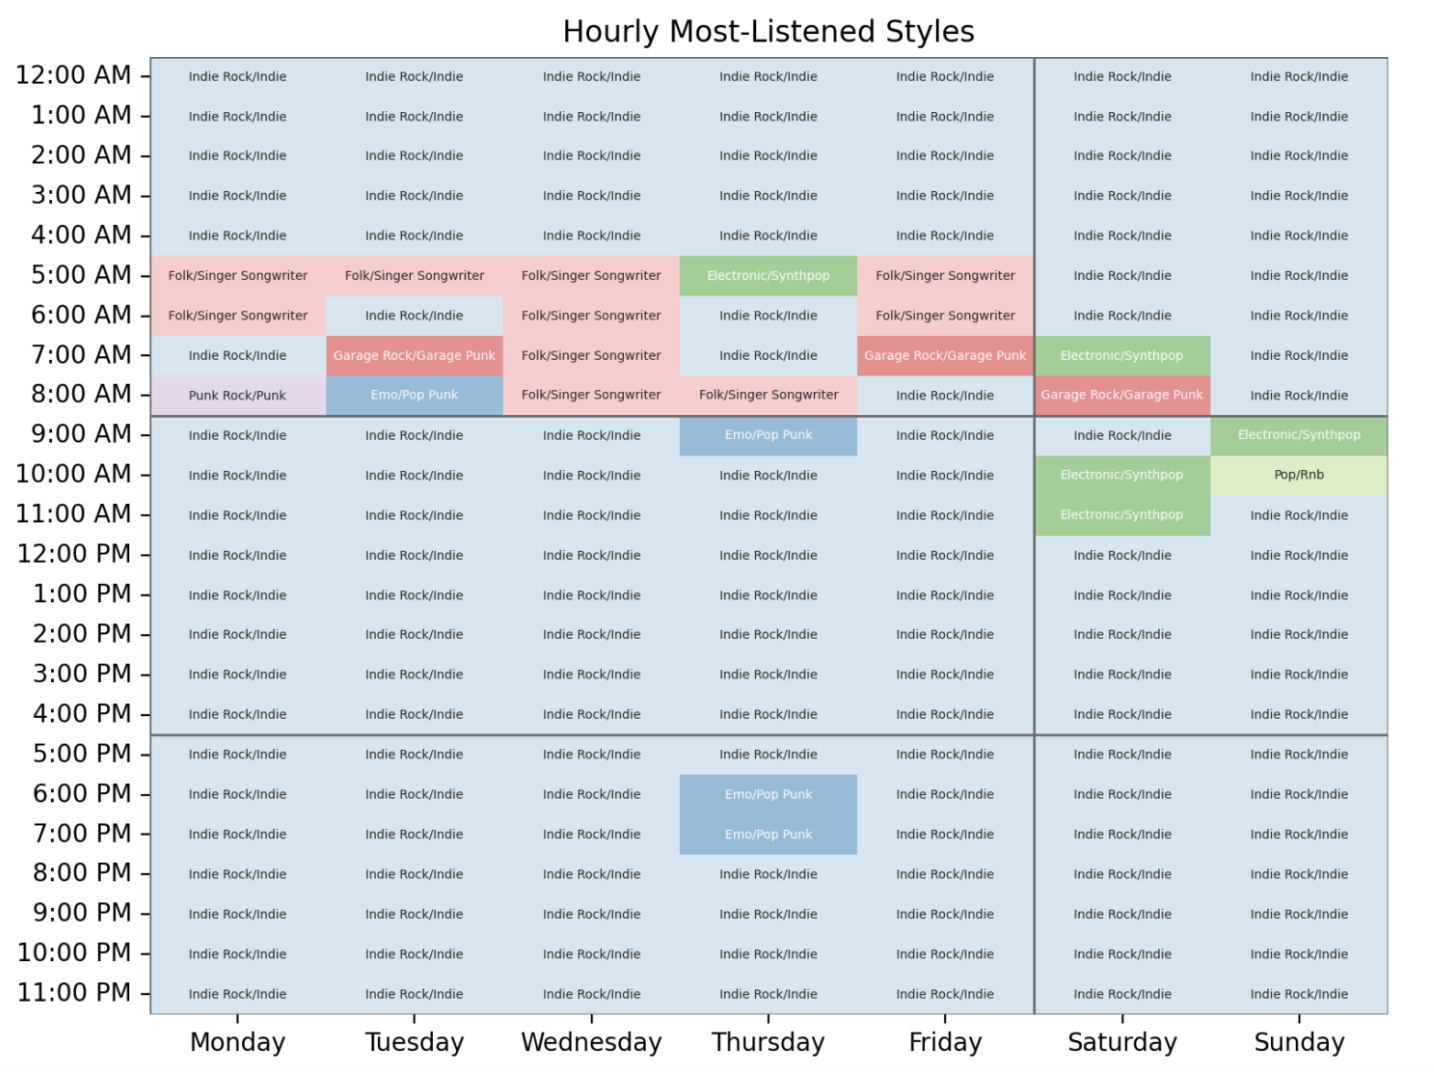 Hourly Most-Listened Styles
12:00 AM Indie Rock/Indie Indie Rock/Indie Indie Rock/Indie Indie Rock/Indie Indie Rock/Indie Indie Rock/Indie Indie Rock/Indie
1:00 AM Indie Rock/Indie Indie Rock/Indie Indie Rock/Indie Indie Rock/Indie Indie Rock/Indie Indie Rock/Indie Indie Rock/Indie
2:00 AM Indie Rock/Indie Indie Rock/Indie Indie Rock/Indie Indie Rock/Indie Indie Rock/Indie Indie Rock/Indie Indie Rock/Indie
3:00 AM Indie Rock/Indie Indie Rock/Indie Indie Rock/Indie Indie Rock/Indie Indie Rock/Indie Indie Rock/Indie Indie Rock/Indie
4:00 AM Indie Rock/Indie Indie Rock/Indie Indie Rock/Indie Indie Rock/Indie Indie Rock/Indie Indie Rock/Indie Indie Rock/Indie
5:00 AM Folk/Singer Songwriter Folk/Singer Songwriter Folk/Singer Songwriter Electronic/Synthpop Folk/Singer Songwriter Indie Rock/Indie Indie Rock/Indie
6:00 AM Folk/Singer Songwriter Indie Rock/Indie Folk/Singer Songwriter Indie Rock/Indie Folk/Singer Songwriter Indie Rock/Indie Indie Rock/Indie
7:00 AM Indie Rock/Indie Garage Rock/Garage Punk Folk/Singer Songwriter Indie Rock/Indie Garage Rock/Garage Punk Electronic/Synthpop Indie Rock/Indie
8:00 AM Punk Rock/Punk Emo/Pop Punk Folk/Singer Songwriter Folk/Singer Songwriter Indie Rock/Indie Garage Rock/Garage Punk Indie Rock/Indie
9:00 AM Indie Rock/Indie Indie Rock/Indie Indie Rock/Indie Emo/Pop Punk Indie Rock/Indie Indie Rock/Indie Electronic/Synthpop
10:00 AM Indie Rock/Indie Indie Rock/Indie Indie Rock/Indie Indie Rock/Indie Indie Rock/Indie Electronic/Synthpop Pop/Rnb
11:00 AM Indie Rock/Indie Indie Rock/Indie Indie Rock/Indie Indie Rock/Indie Indie Rock/Indie Electronic/Synthpop Indie Rock/Indie
12:00 PM Indie Rock/Indie Indie Rock/Indie Indie Rock/Indie Indie Rock/Indie Indie Rock/Indie Indie Rock/Indie Indie Rock/Indie
1:00 PM Indie Rock/Indie Indie Rock/Indie Indie Rock/Indie Indie Rock/Indie Indie Rock/Indie Indie Rock/Indie Indie Rock/Indie
2:00 PM Indie Rock/Indie Indie Rock/Indie Indie Rock/Indie Indie Rock/Indie Indie Rock/Indie Indie Rock/Indie Indie Rock/Indie
3:00 PM Indie Rock/Indie Indie Rock/Indie Indie Rock/Indie Indie Rock/Indie Indie Rock/Indie Indie Rock/Indie Indie Rock/Indie
4:00 PM Indie Rock/Indie Indie Rock/Indie Indie Rock/Indie Indie Rock/Indie Indie Rock/Indie Indie Rock/Indie Indie Rock/Indie
5:00 PM Indie Rock/Indie Indie Rock/Indie Indie Rock/Indie Indie Rock/Indie Indie Rock/Indie Indie Rock/Indie Indie Rock/Indie
6:00 PM Indie Rock/Indie Indie Rock/Indie Indie Rock/Indie Emo/Pop Punk Indie Rock/Indie Indie Rock/Indie Indie Rock/Indie
7:00 PM Indie Rock/Indie Indie Rock/Indie Indie Rock/Indie Emo/Pop Punk Indie Rock/Indie Indie Rock/Indie Indie Rock/Indie
8:00 PM Indie Rock/Indie Indie Rock/Indie Indie Rock/Indie Indie Rock/Indie Indie Rock/Indie Indie Rock/Indie Indie Rock/Indie
9:00 PM Indie Rock/Indie Indie Rock/Indie Indie Rock/Indie Indie Rock/Indie Indie Rock/Indie Indie Rock/Indie Indie Rock/Indie
10:00 PM Indie Rock/Indie Indie Rock/Indie Indie Rock/Indie Indie Rock/Indie Indie Rock/Indie Indie Rock/Indie Indie Rock/Indie
11:00 PM Indie Rock/Indie Indie Rock/Indie Indie Rock/Indie Indie Rock/Indie Indie Rock/Indie Indie Rock/Indie Indie Rock/Indie
Monday Tuesday Wednesday Thursday Friday Saturday Sunday